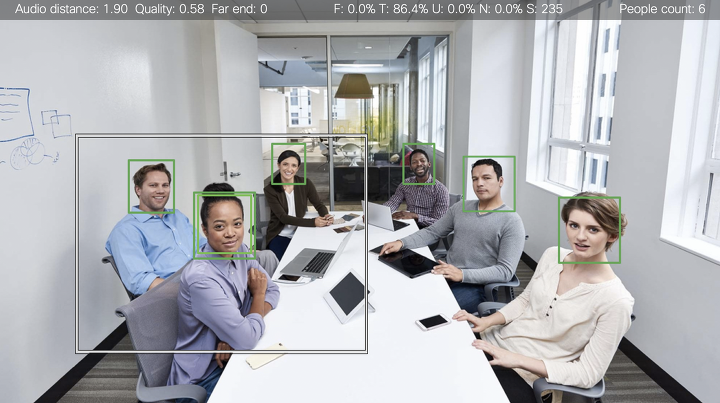 Audio distance: 1.90 Quality: 0.58 Far end: 0 F: 0.0% T: 86.4% U: 0.0% N: 0.0% S: 235 People count: 6